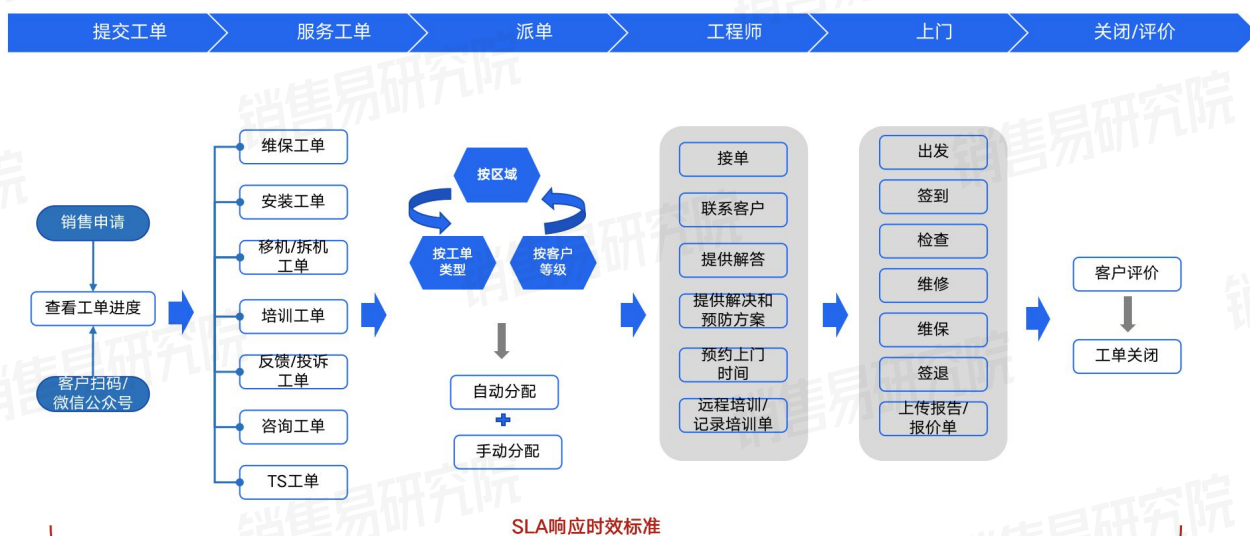 提交工单
服务工单
派单
工程师
上门
关闭/评价
销售申请
查看工单进度
客户扫码/
微信公众号
维保工单
安装工单
移机/拆机
工单
培训工单
反馈/投诉
工单
咨询工单
TS工单
按区域
按工单
类型
按客户
等级
自动分配
手动分配
接单
联系客户
提供解答
提供解决和
预防方案
预约上门
时间
远程培训/
记录培训单
出发
签到
检查
维修
维保
签退
上传报告/
报价单
客户评价
工单关闭
SLA响应时效标准
销售易研究院